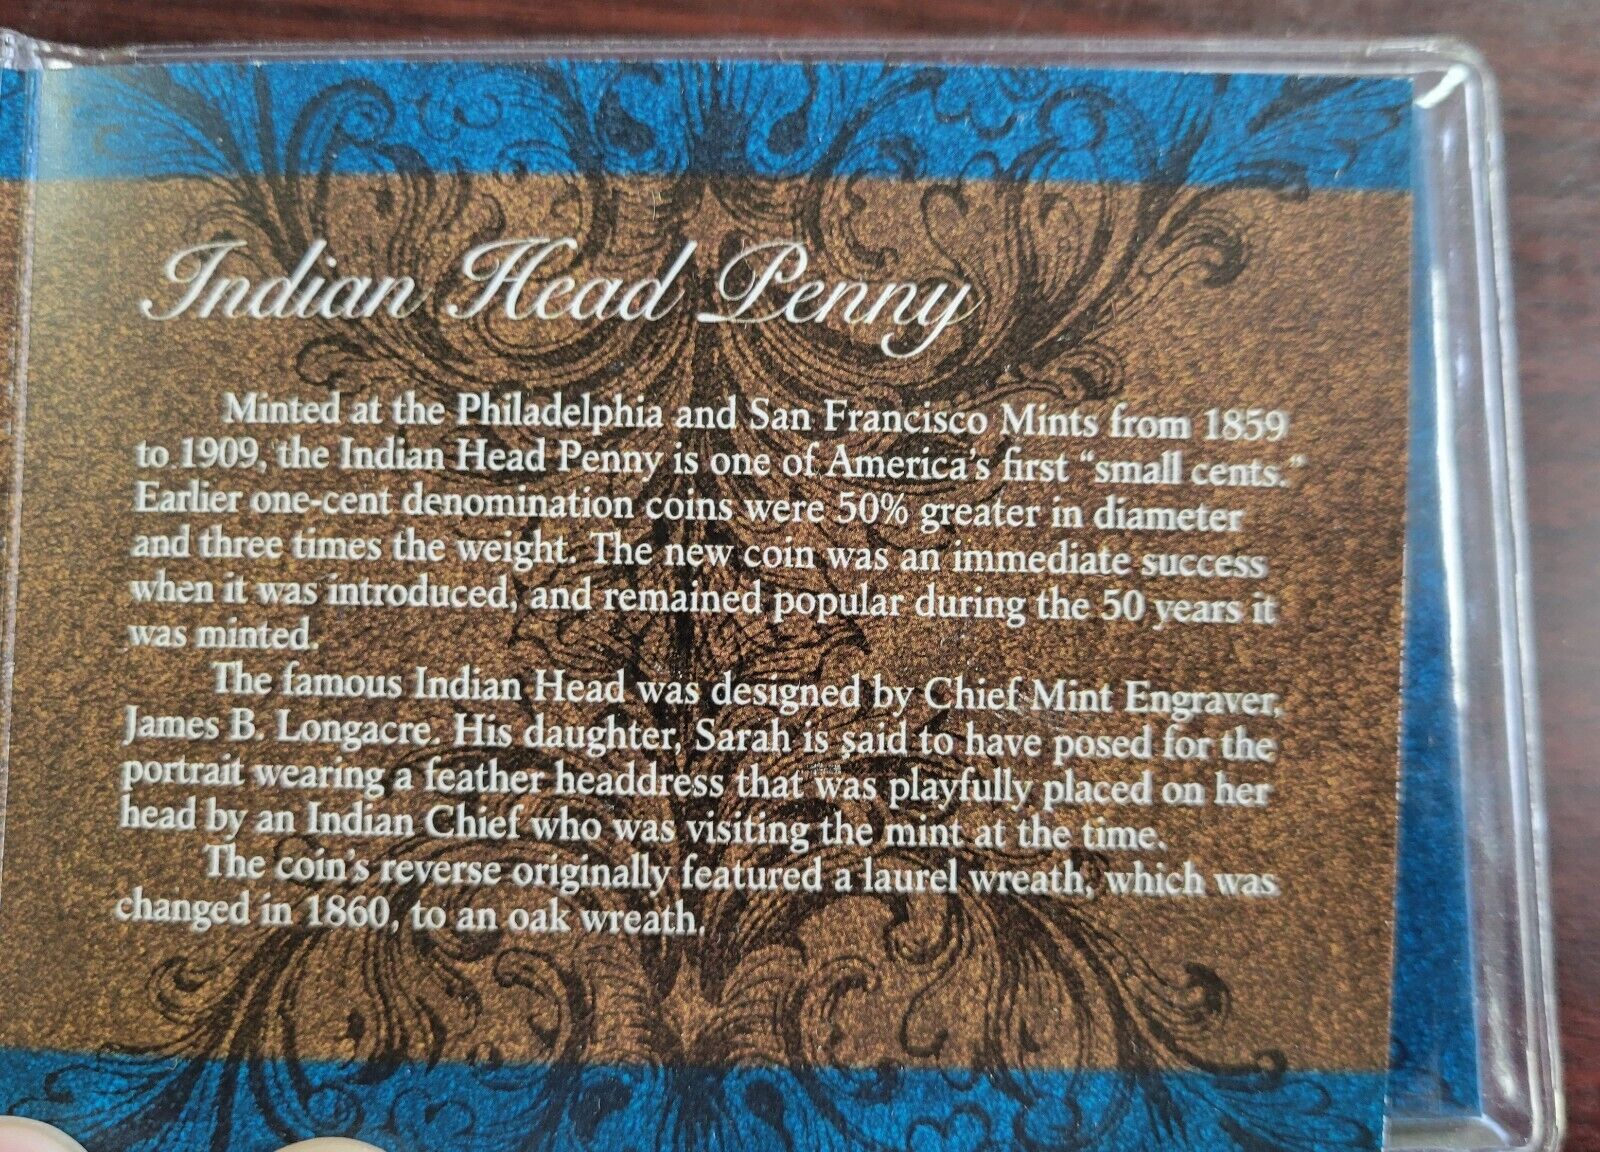 Indian Head Penny
Minted at the Philadelphia and San Francisco Mints from 1859
to 1909, the Indian Head Penny is one of America's first “small cents.”
Earlier one-cent denomination coins were 50% greater in diameter
and three times the weight. The new coin was an immediate success
when it was introduced, and remained popular during the 50 years it
was minted.
The famous Indian Head was designed by Chief Mint Engraver,
James B. Longacre. His daughter, Sarah is said to have posed for the
portrait wearing a feather headdress that was playfully placed on her
head by an Indian Chief who was visiting the mint at the time.
The coin's reverse originally featured a laurel wreath, which was
changed in 1860, to an oak wreath.